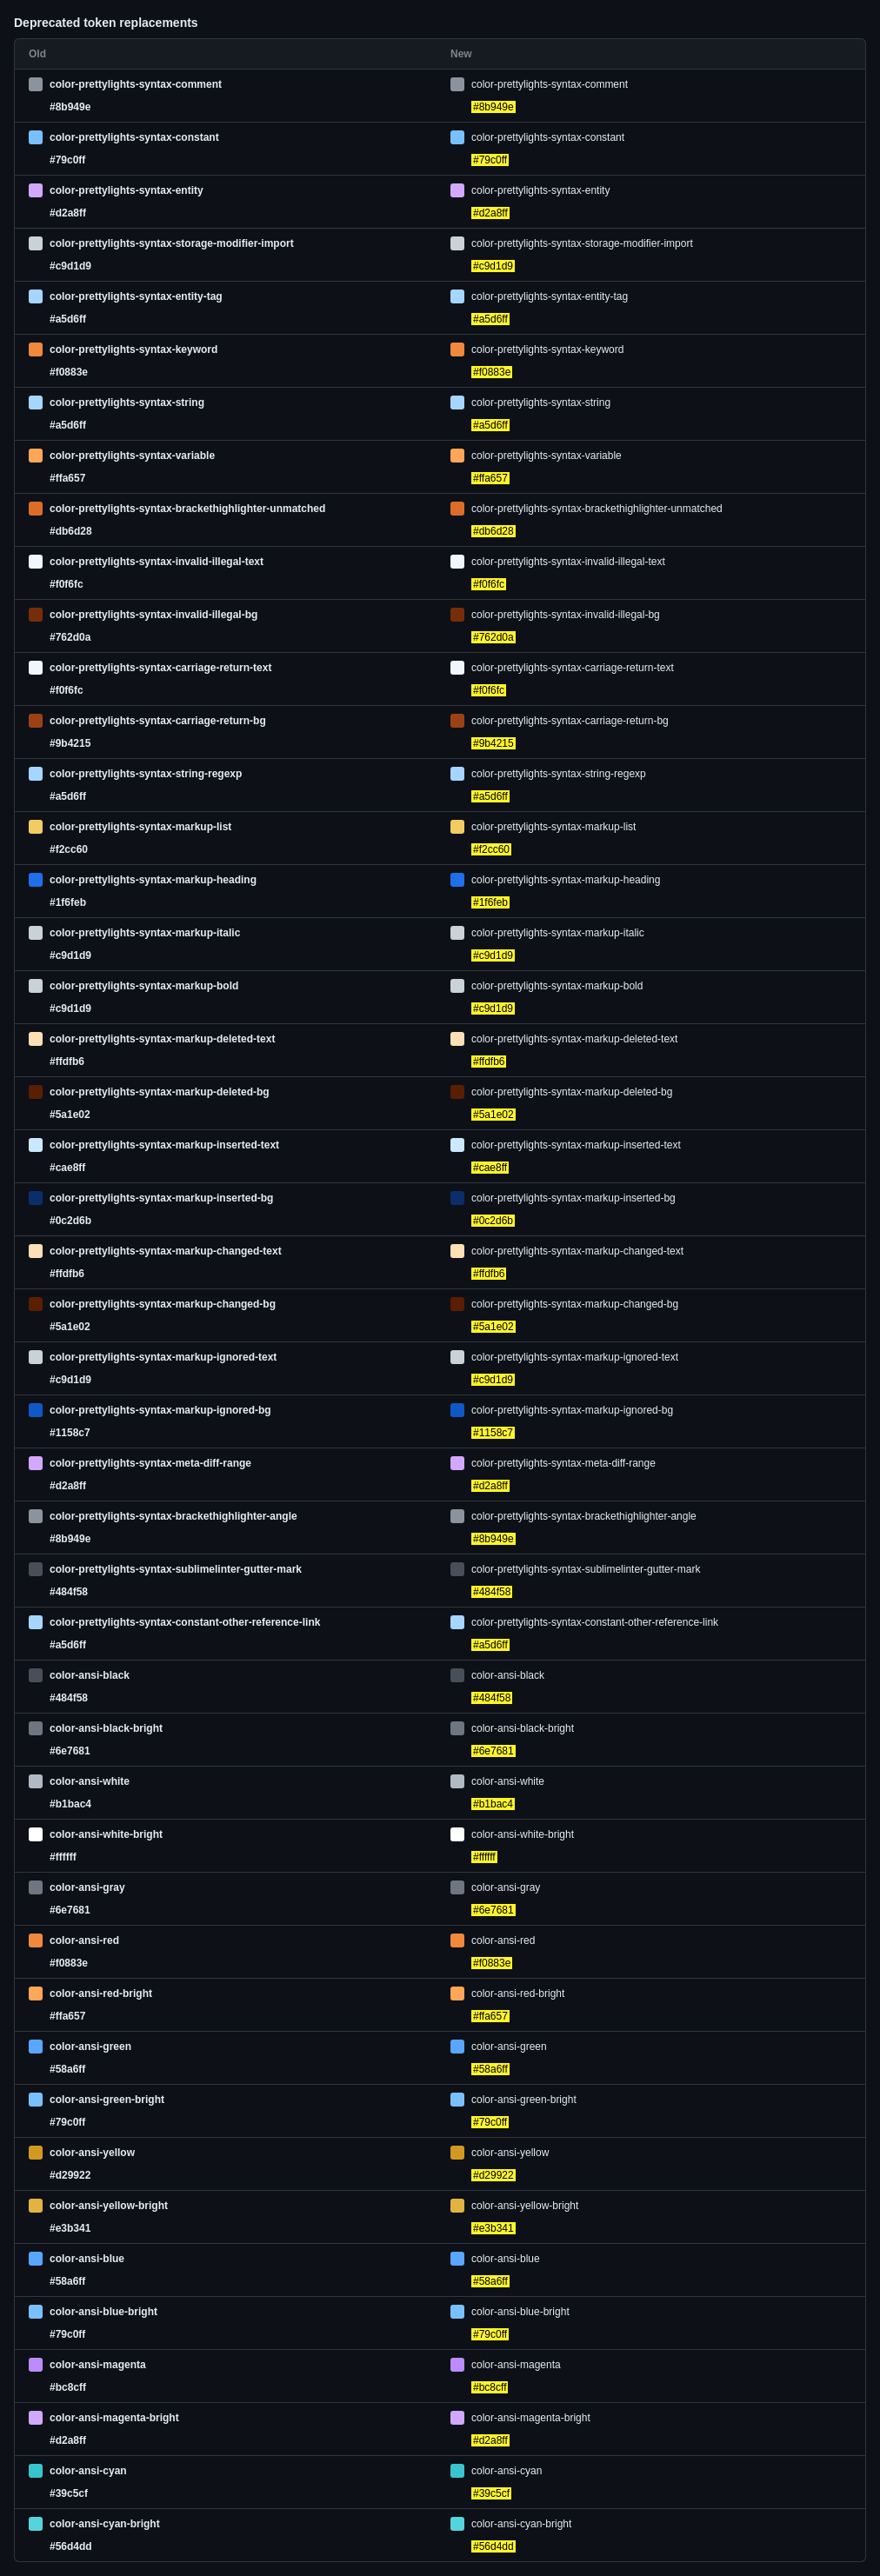 Deprecated token replacements
Old New
color-prettylights-syntax-comment color-prettylights-syntax-comment
#8b949e #8b949e
color-prettylights-syntax-constant color-prettylights-syntax-constant
#79c0ff #79c0ff
color-prettylights-syntax-entity color-prettylights-syntax-entity
#d2a8ff #d2a8ff
color-prettylights-syntax-storage-modifier-import color-prettylights-syntax-storage-modifier-import
#c9d1d9 #c9d1d9
color-prettylights-syntax-entity-tag color-prettylights-syntax-entity-tag
#a5d6ff #a5d6ff
color-prettylights-syntax-keyword color-prettylights-syntax-keyword
#f0883e #f0883e
color-prettylights-syntax-string color-prettylights-syntax-string
#a5d6ff #a5d6ff
color-prettylights-syntax-variable color-prettylights-syntax-variable
#ffa657 #ffa657
color-prettylights-syntax-brackethighlighter-unmatched color-prettylights-syntax-brackethighlighter-unmatched
#db6d28 #db6d28
color-prettylights-syntax-invalid-illegal-text color-prettylights-syntax-invalid-illegal-text
#f0f6fc #f0f6fc
color-prettylights-syntax-invalid-illegal-bg color-prettylights-syntax-invalid-illegal-bg
#762d0a #762d0a
color-prettylights-syntax-carriage-return-text color-prettylights-syntax-carriage-return-text
#f0f6fc #f0f6fc
color-prettylights-syntax-carriage-return-bg color-prettylights-syntax-carriage-return-bg
#9b4215 #9b4215
color-prettylights-syntax-string-regexp color-prettylights-syntax-string-regexp
#a5d6ff #a5d6ff
color-prettylights-syntax-markup-list color-prettylights-syntax-markup-list
#f2cc60 #f2cc60
color-prettylights-syntax-markup-heading color-prettylights-syntax-markup-heading
#1f6feb #1f6feb
color-prettylights-syntax-markup-italic color-prettylights-syntax-markup-italic
#c9d1d9 #c9d1d9
color-prettylights-syntax-markup-bold color-prettylights-syntax-markup-bold
#c9d1d9 #c9d1d9
color-prettylights-syntax-markup-deleted-text color-prettylights-syntax-markup-deleted-text
#ffdfb6 #ffdfb6
color-prettylights-syntax-markup-deleted-bg color-prettylights-syntax-markup-deleted-bg
#5a1e02 #5a1e02
color-prettylights-syntax-markup-inserted-text color-prettylights-syntax-markup-inserted-text
#cae8ff #cae8ff
color-prettylights-syntax-markup-inserted-bg color-prettylights-syntax-markup-inserted-bg
#0c2d6b #0c2d6b
color-prettylights-syntax-markup-changed-text color-prettylights-syntax-markup-changed-text
#ffdfb6 #ffdfb6
color-prettylights-syntax-markup-changed-bg color-prettylights-syntax-markup-changed-bg
#5a1e02 #5a1e02
color-prettylights-syntax-markup-ignored-text color-prettylights-syntax-markup-ignored-text
#c9d1d9 #c9d1d9
color-prettylights-syntax-markup-ignored-bg color-prettylights-syntax-markup-ignored-bg
#1158c7 #1158c7
color-prettylights-syntax-meta-diff-range color-prettylights-syntax-meta-diff-range
#d2a8ff #d2a8ff
color-prettylights-syntax-brackethighlighter-angle color-prettylights-syntax-brackethighlighter-angle
#8b949e #8b949e
color-prettylights-syntax-sublimelinter-gutter-mark color-prettylights-syntax-sublimelinter-gutter-mark
#484f58 #484f58
color-prettylights-syntax-constant-other-reference-link color-prettylights-syntax-constant-other-reference-link
#a5d6ff #a5d6ff
color-ansi-black color-ansi-black
#484f58 #484f58
color-ansi-black-bright color-ansi-black-bright
#6e7681 #6e7681
color-ansi-white color-ansi-white
#b1bac4 #b1bac4
color-ansi-white-bright color-ansi-white-bright
#ffffff #ffffff
color-ansi-gray color-ansi-gray
#6e7681 #6e7681
color-ansi-red color-ansi-red
#f0883e #f0883e
color-ansi-red-bright color-ansi-red-bright
#ffa657 #ffa657
color-ansi-green color-ansi-green
#58a6ff #58a6ff
color-ansi-green-bright color-ansi-green-bright
#79c0ff #79c0ff
color-ansi-yellow color-ansi-yellow
#d29922 #d29922
color-ansi-yellow-bright color-ansi-yellow-bright
#e3b341 #e3b341
color-ansi-blue color-ansi-blue
#58a6ff #58a6ff
color-ansi-blue-bright color-ansi-blue-bright
#79c0ff #79c0ff
color-ansi-magenta color-ansi-magenta
#bc8cff #bc8cff
color-ansi-magenta-bright color-ansi-magenta-bright
#d2a8ff #d2a8ff
color-ansi-cyan color-ansi-cyan
#39c5cf #39c5cf
color-ansi-cyan-bright color-ansi-cyan-bright
#56d4dd #56d4dd